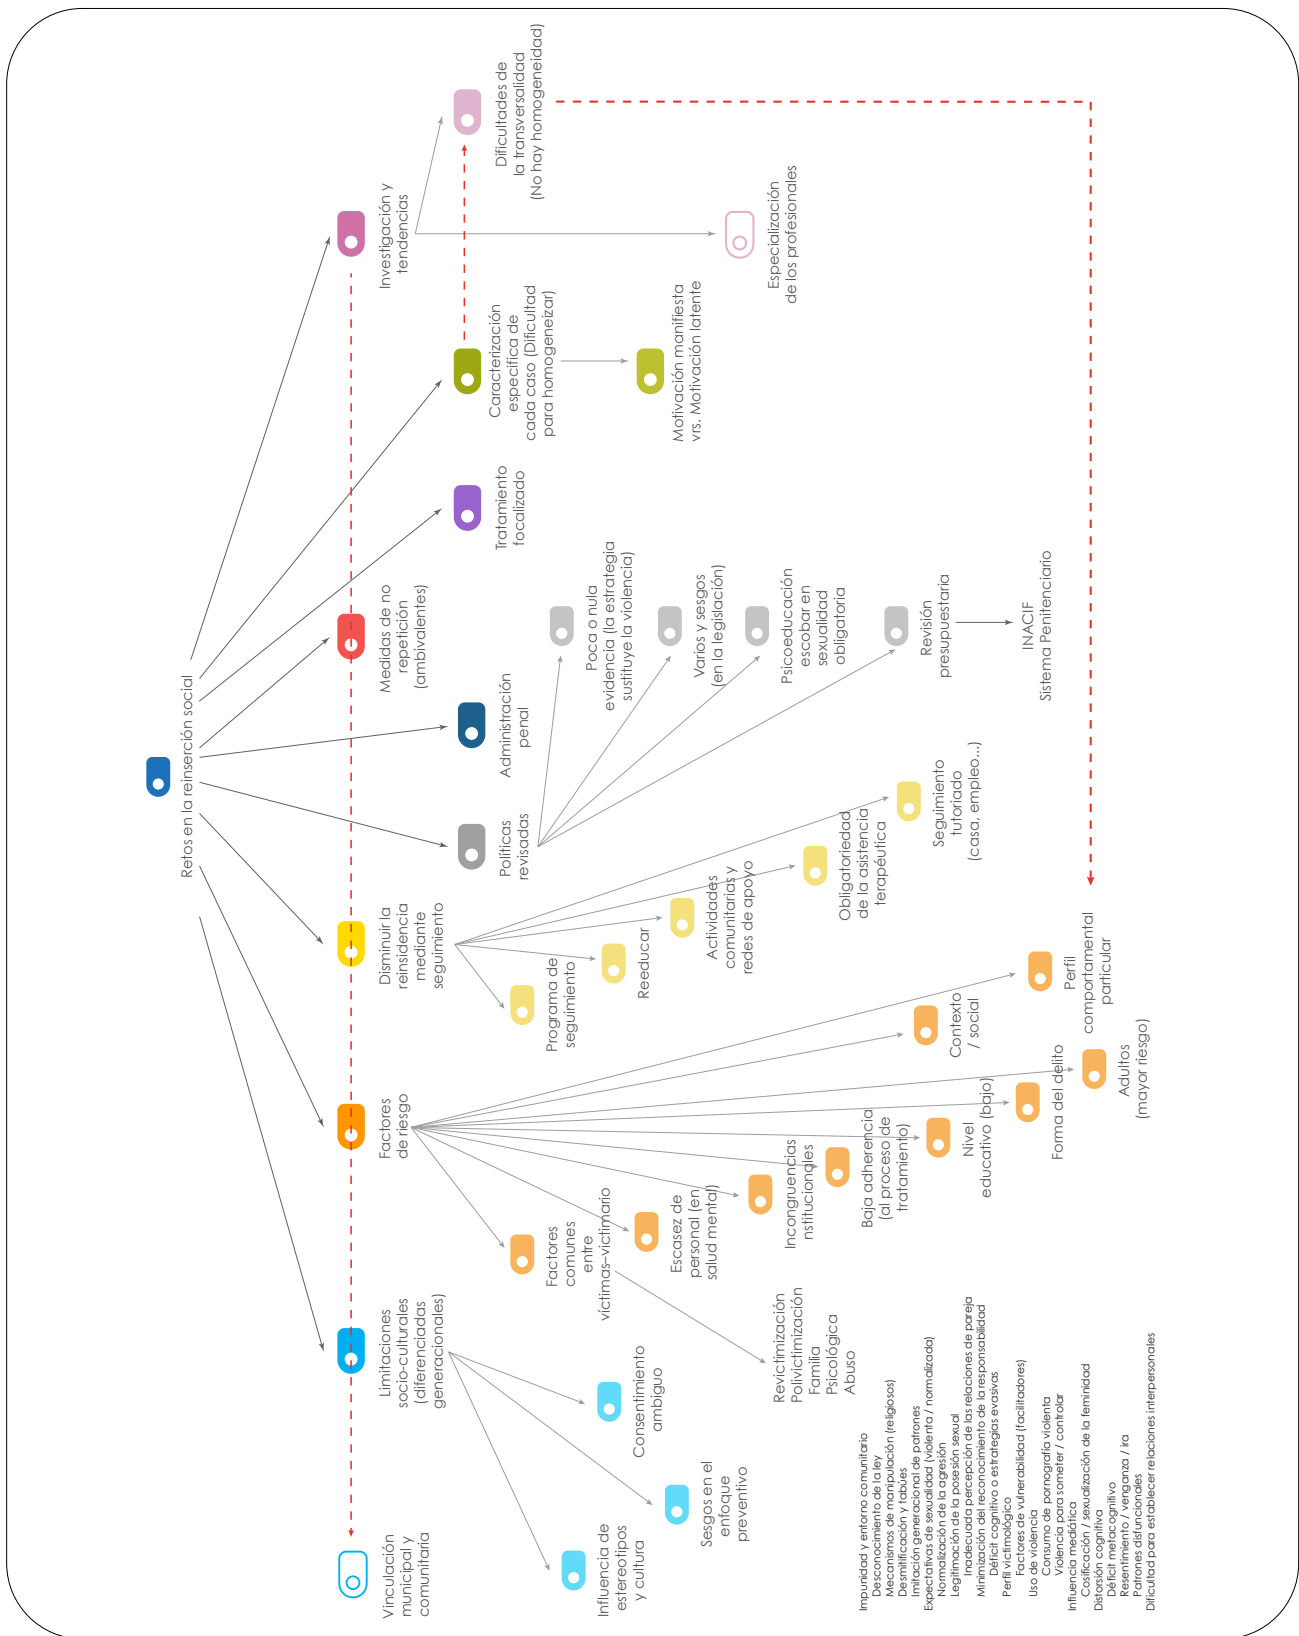 Retos en la reinserción social
Vinculación
municipal y
comunitaria
Limitaciones
socio-culturales
(diferenciadas
generacionales)
Factores
de riesgo
Disminuir la
reinsidencia
mediante
seguimiento
Políticas
revisadas
Administración
penal
Medidas de no
repetición
(ambivalentes)
Tratamiento
focalizado
Caracterización
específica de
cada caso (Dificultad
para homogeneizar)
Investigación y
tendencias
Dificultades de
la transversalidad
(No hay homogeneidad)
Influencia de
estereotipos
y cultura
Sesgos en el
enfoque
preventivo
Consentimiento
ambiguo
Factores
comunes
entre
víctimas–victimario
Revictimización
Polivictimización
Familia
Psicológica
Abuso
Escasez de
personal (en
salud mental)
Incongruencias
nstitucionales
Baja adherencia
(al proceso de
tratamiento)
Nivel
educativo (bajo)
Forma del delito
Adultos
(mayor riesgo)
Contexto
/ social
Perfil
comportamental
particular
Programa de
seguimiento
Reeducar
Actividades
comunitarias y
redes de apoyo
Obligatoriedad
de la asistencia
terapéutica
Seguimiento
tutoriado
(casa, empleo...)
Poca o nula
evidencia (la estrategia
sustituye la violencia)
Varios y sesgos
(en la legislación)
Psicoeducación
escobar en
sexualidad
obligatoria
Revisión
presupuestaria
INACIF
Sistema Penitenciario
Motivación manifiesta
vrs. Motivación latente
Especialización
de los profesionales
Impunidad y entorno comunitario
Desconocimiento de la ley
Mecanismos de manipulación (religiosos)
Desmitificación y tabúes
Imitación generacional de patrones
Expectativas de sexualidad (violenta / normalizada)
Normalización de la agresión
Legitimación de la posesión sexual
Inadecuada percepción de las relaciones de pareja
Minimización del reconocimiento de la responsabilidad
Déficit cognitivo o estrategias evasivas
Perfil victimológico
Factores de vulnerabilidad (facilitadores)
Uso de violencia
Consumo de pornografía violenta
Violencia para someter / controlar
Influencia mediática
Cosificación / sexualización de la feminidad
Distorsión cognitiva
Déficit metacognitivo
Resentimiento / venganza / ira
Patrones disfuncionales
Dificultad para establecer relaciones interpersonales